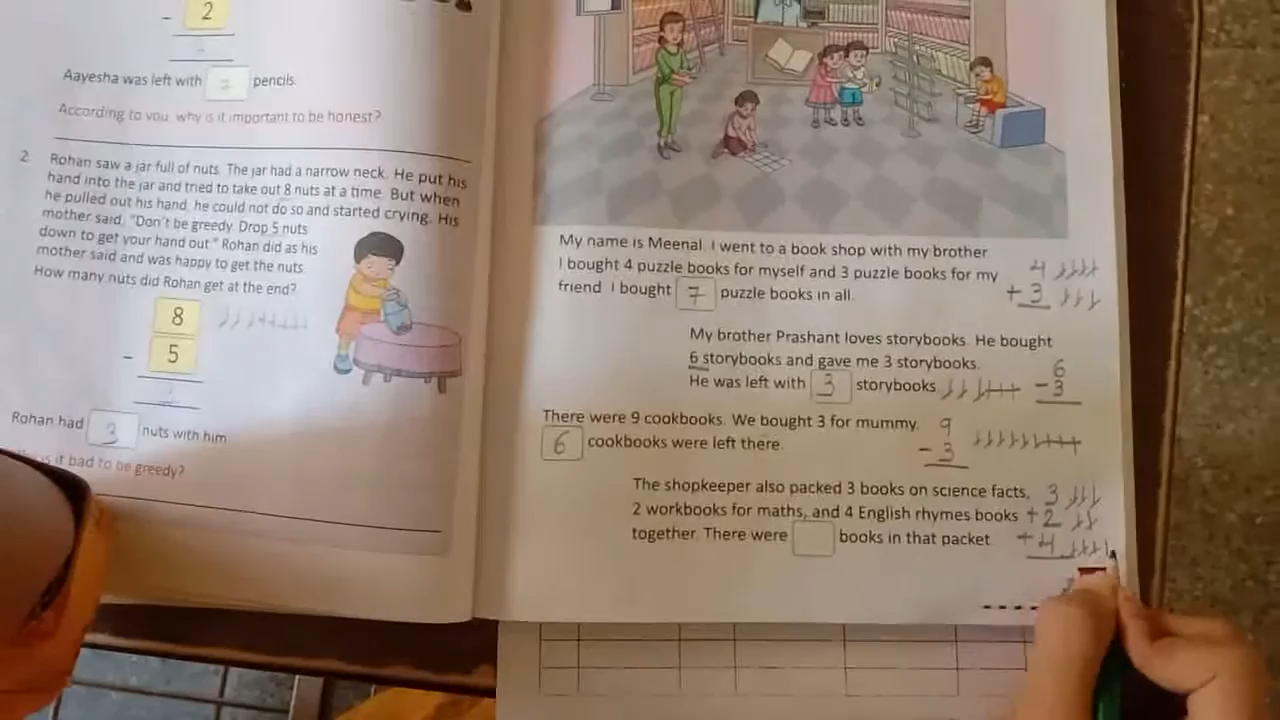 - 2
Aayesha was left with 7 pencils.
According to you, why is it important to be honest?
2. Rohan saw a jar full of nuts. The jar had a narrow neck. He put his
hand into the jar and tried to take out 8 nuts at a time. But when
he pulled out his hand, he could not do so and started crying. His
mother said, "Don't be greedy. Drop 5 nuts
down to get your hand out." Rohan did as his
mother said and was happy to get the nuts.
How many nuts did Rohan get at the end?
8
- 5
Rohan had 3 nuts with him
is it bad to be greedy?
My name is Meenal. I went to a book shop with my brother.
I bought 4 puzzle books for myself and 3 puzzle books for my
friend. I bought 7 puzzle books in all.
4
+ 3
My brother Prashant loves storybooks. He bought
6 storybooks and gave me 3 storybooks.
He was left with 3 storybooks
6
- 3
There were 9 cookbooks. We bought 3 for mummy.
6 cookbooks were left there.
9
- 3
The shopkeeper also packed 3 books on science facts,
2 workbooks for maths, and 4 English rhymes books
together. There were books in that packet
3
+ 2
+ 4